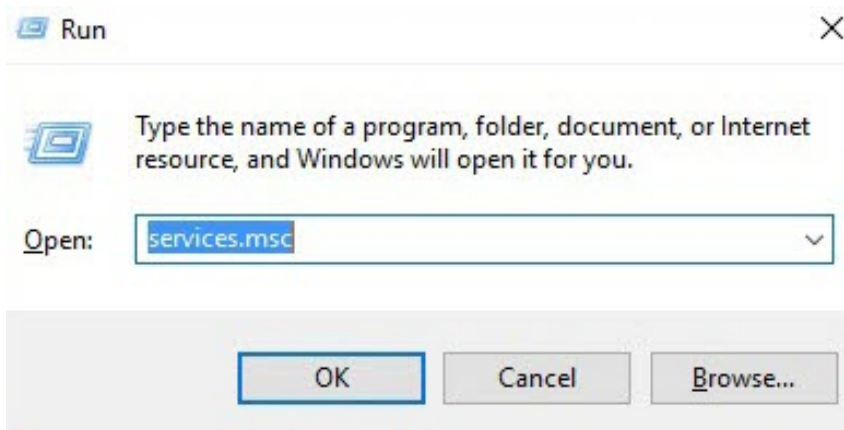 Run
Type the name of a program, folder, document, or Internet
resource, and Windows will open it for you.
Open: services.msc
OK Cancel Browse...